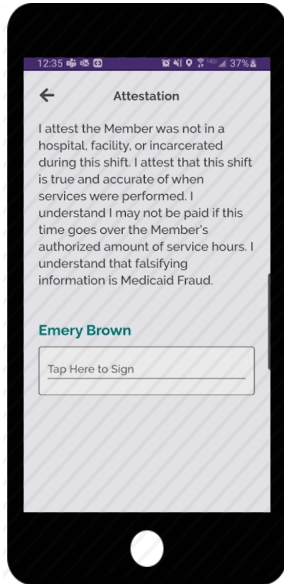 12:35 37%
Attestation
I attest the Member was not in a
hospital, facility, or incarcerated
during this shift. I attest that this shift
is true and accurate of when
services were performed. I
understand I may not be paid if this
time goes over the Member's
authorized amount of service hours. I
understand that falsifying
information is Medicaid Fraud.
Emery Brown
Tap Here to Sign